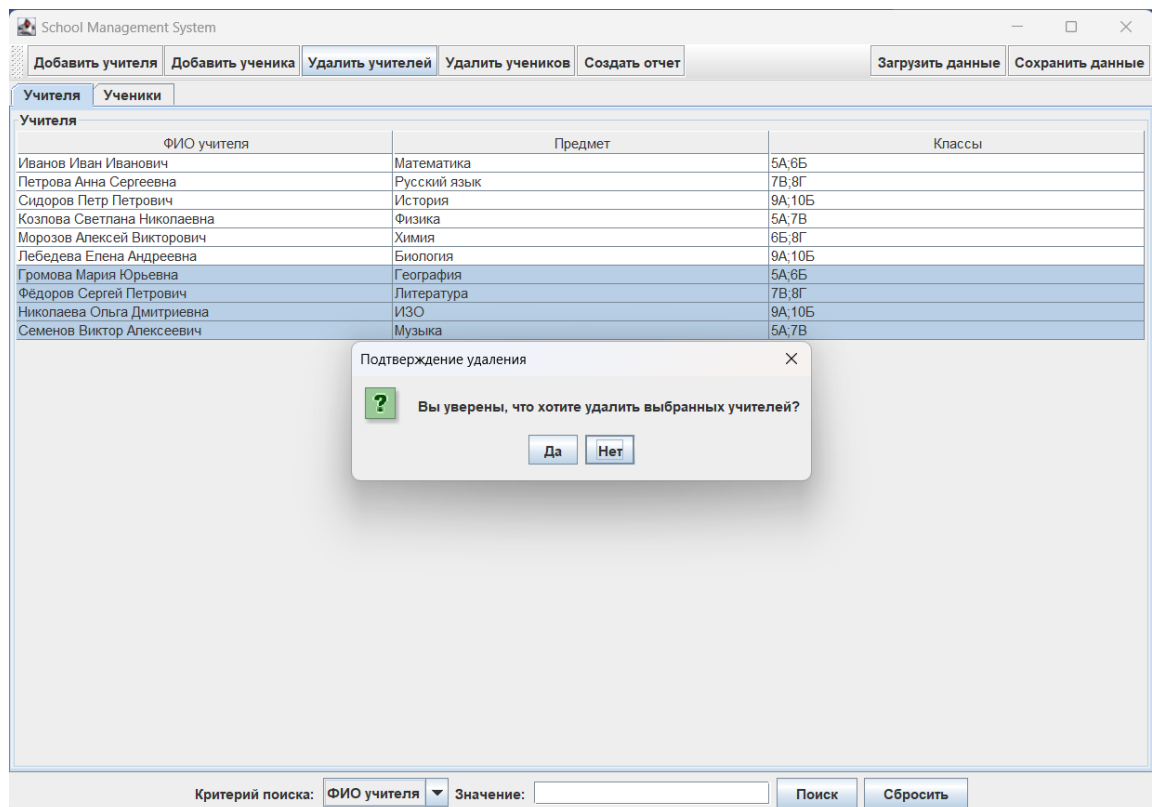 School Management System
Добавить учителя Добавить ученика Удалить учителей Удалить учеников Создать отчет Загрузить данные Сохранить данные
Учителя Ученики
Учителя
ФИО учителя Предмет Классы
Иванов Иван Иванович Математика 5А;6Б
Петрова Анна Сергеевна Русский язык 7В;8Г
Сидоров Петр Петрович История 9А;10Б
Козлова Светлана Николаевна Физика 5А;7В
Морозов Алексей Викторович Химия 6Б;8Г
Лебедева Елена Андреевна Биология 9А;10Б
Громова Мария Юрьевна География 5А;6Б
Фёдоров Сергей Петрович Литература 7В;8Г
Николаева Ольга Дмитриевна ИЗО 9А;10Б
Семенов Виктор Алексеевич Музыка 5А;7В
Подтверждение удаления
Вы уверены, что хотите удалить выбранных учителей?
Да Нет
Критерий поиска: ФИО учителя Значение: Поиск Сбросить